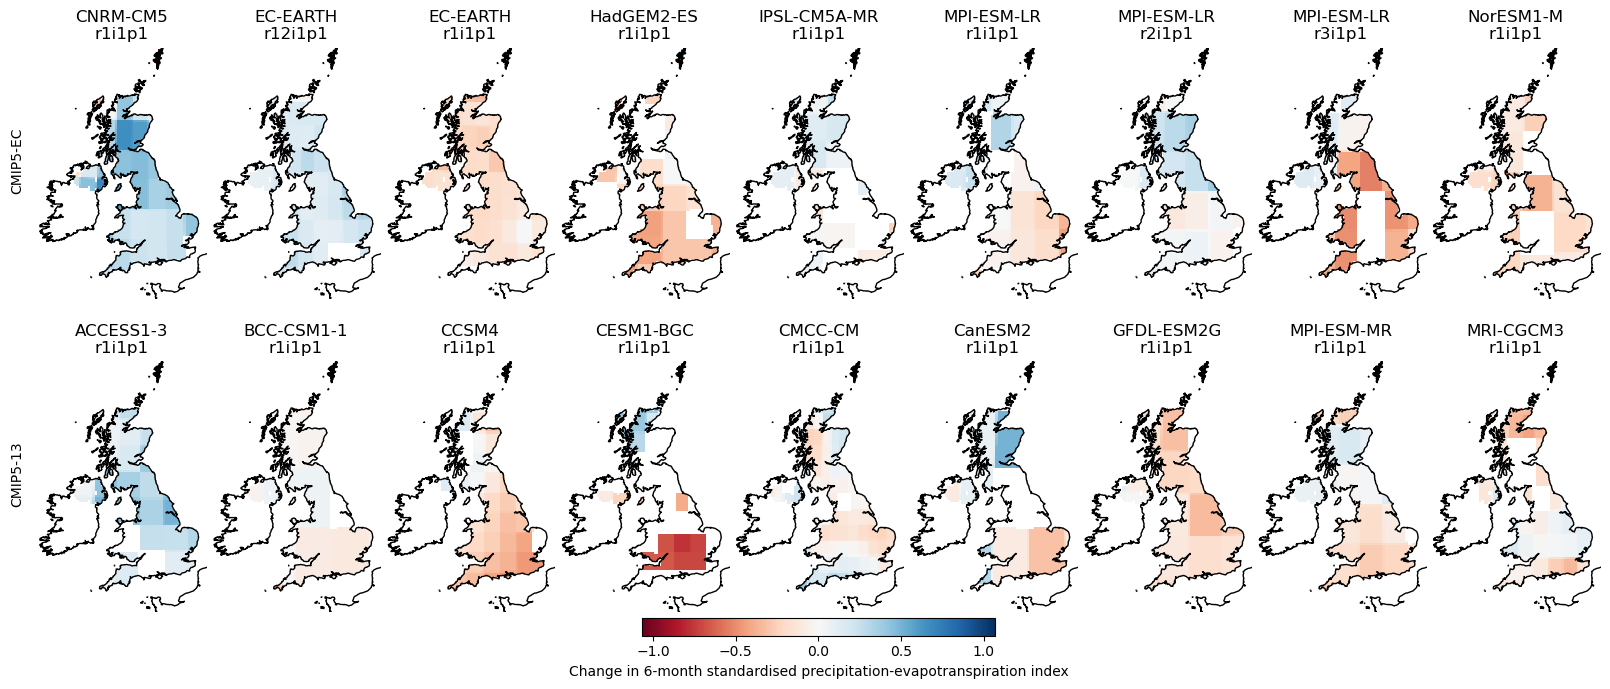 CNRM-CM5
r1i1p1
EC-EARTH
r12i1p1
EC-EARTH
r1i1p1
HadGEM2-ES
r1i1p1
IPSL-CM5A-MR
r1i1p1
MPI-ESM-LR
r1i1p1
MPI-ESM-LR
r2i1p1
MPI-ESM-LR
r3i1p1
NorESM1-M
r1i1p1
CMIP5-EC
ACCESS1-3
r1i1p1
BCC-CSM1-1
r1i1p1
CCSM4
r1i1p1
CESM1-BGC
r1i1p1
CMCC-CM
r1i1p1
CanESM2
r1i1p1
GFDL-ESM2G
r1i1p1
MPI-ESM-MR
r1i1p1
MRI-CGCM3
r1i1p1
CMIP5-13
−1.0 −0.5 0.0 0.5 1.0
Change in 6-month standardised precipitation-evapotranspiration index